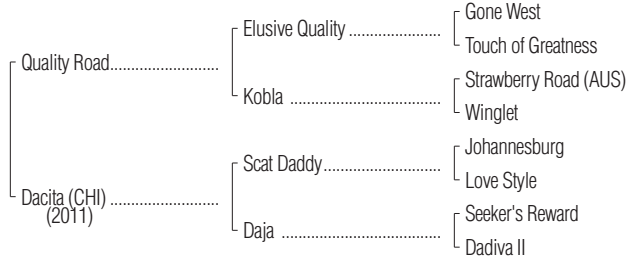 Gone West
Elusive Quality
Touch of Greatness
Quality Road
Strawberry Road (AUS)
Kobla
Winglet
Johannesburg
Scat Daddy
Love Style
Dacita (CHI)
(2011)
Seeker's Reward
Daja
Dadiva II